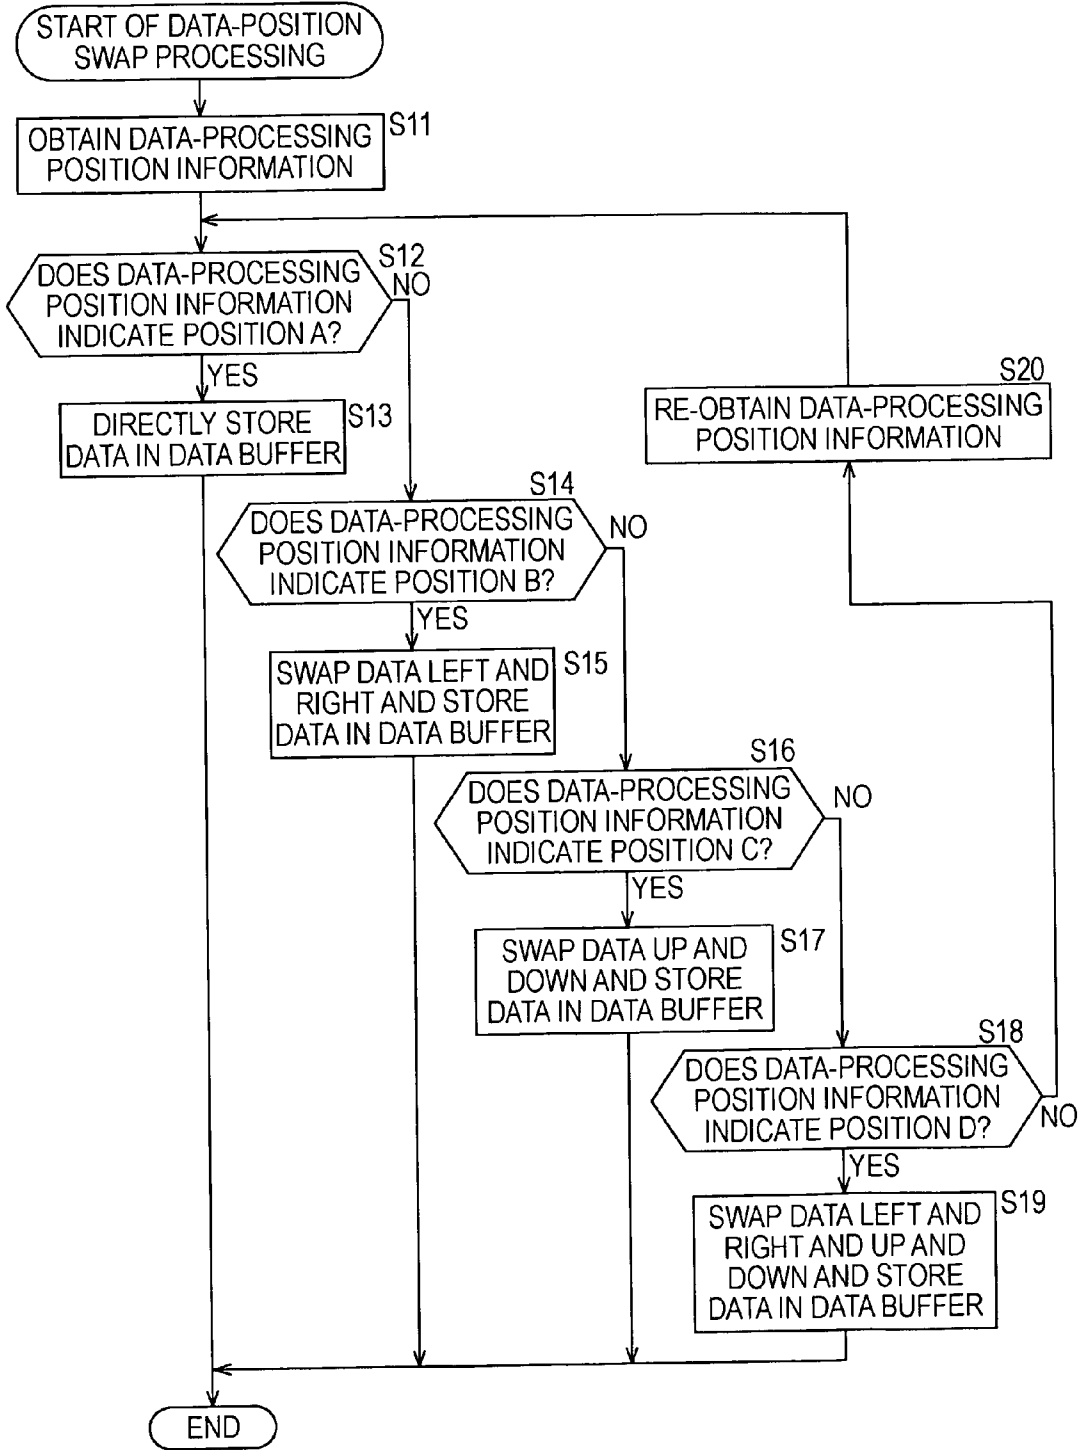 START OF DATA-POSITION
SWAP PROCESSING
S11
OBTAIN DATA-PROCESSING
POSITION INFORMATION
S12
DOES DATA-PROCESSING
POSITION INFORMATION
INDICATE POSITION A?
NO
YES
S13
DIRECTLY STORE
DATA IN DATA BUFFER
S20
RE-OBTAIN DATA-PROCESSING
POSITION INFORMATION
S14
DOES DATA-PROCESSING
POSITION INFORMATION
INDICATE POSITION B?
NO
YES
S15
SWAP DATA LEFT AND
RIGHT AND STORE
DATA IN DATA BUFFER
S16
DOES DATA-PROCESSING
POSITION INFORMATION
INDICATE POSITION C?
NO
YES
S17
SWAP DATA UP AND
DOWN AND STORE
DATA IN DATA BUFFER
S18
DOES DATA-PROCESSING
POSITION INFORMATION
INDICATE POSITION D?
NO
YES
S19
SWAP DATA LEFT AND
RIGHT AND UP AND
DOWN AND STORE
DATA IN DATA BUFFER
END